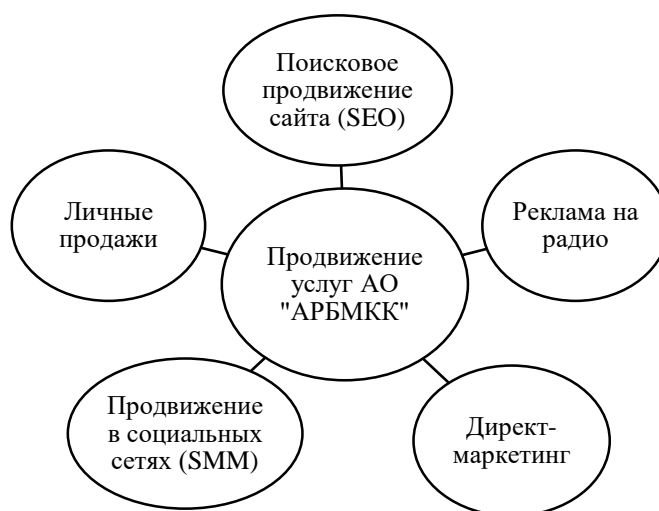 Поисковое
продвижение
сайта (SEO)
Личные
продажи
Реклама на
радио
Продвижение
услуг АО
"АРБМКК"
Продвижение
в социальных
сетях (SMM)
Директ-
маркетинг